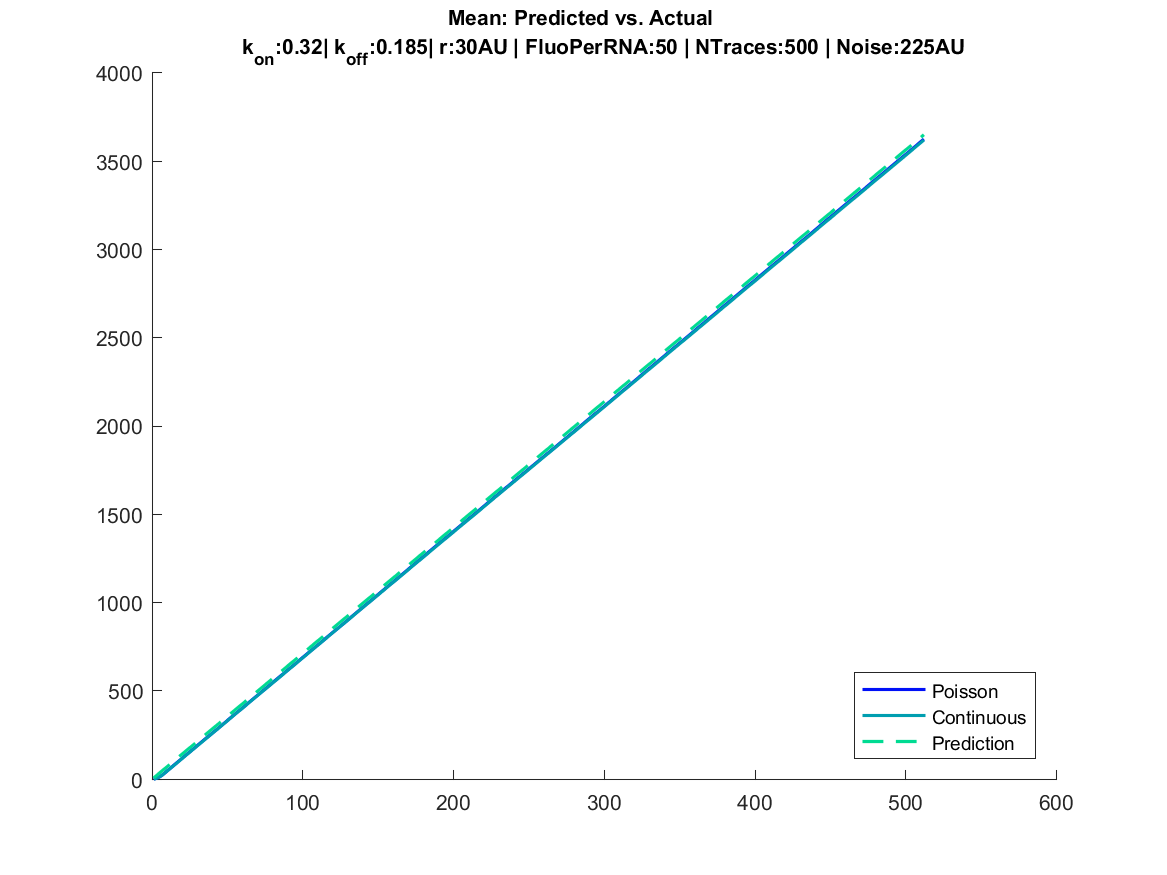 Mean: Predicted vs. Actual
kon:0.32| koff:0.185| r:30AU | FluoPerRNA:50 | NTraces:500 | Noise:225AU
4000
3500
3000
2500
2000
1500
1000
500
0
0 100 200 300 400 500 600
Poisson
Continuous
Prediction